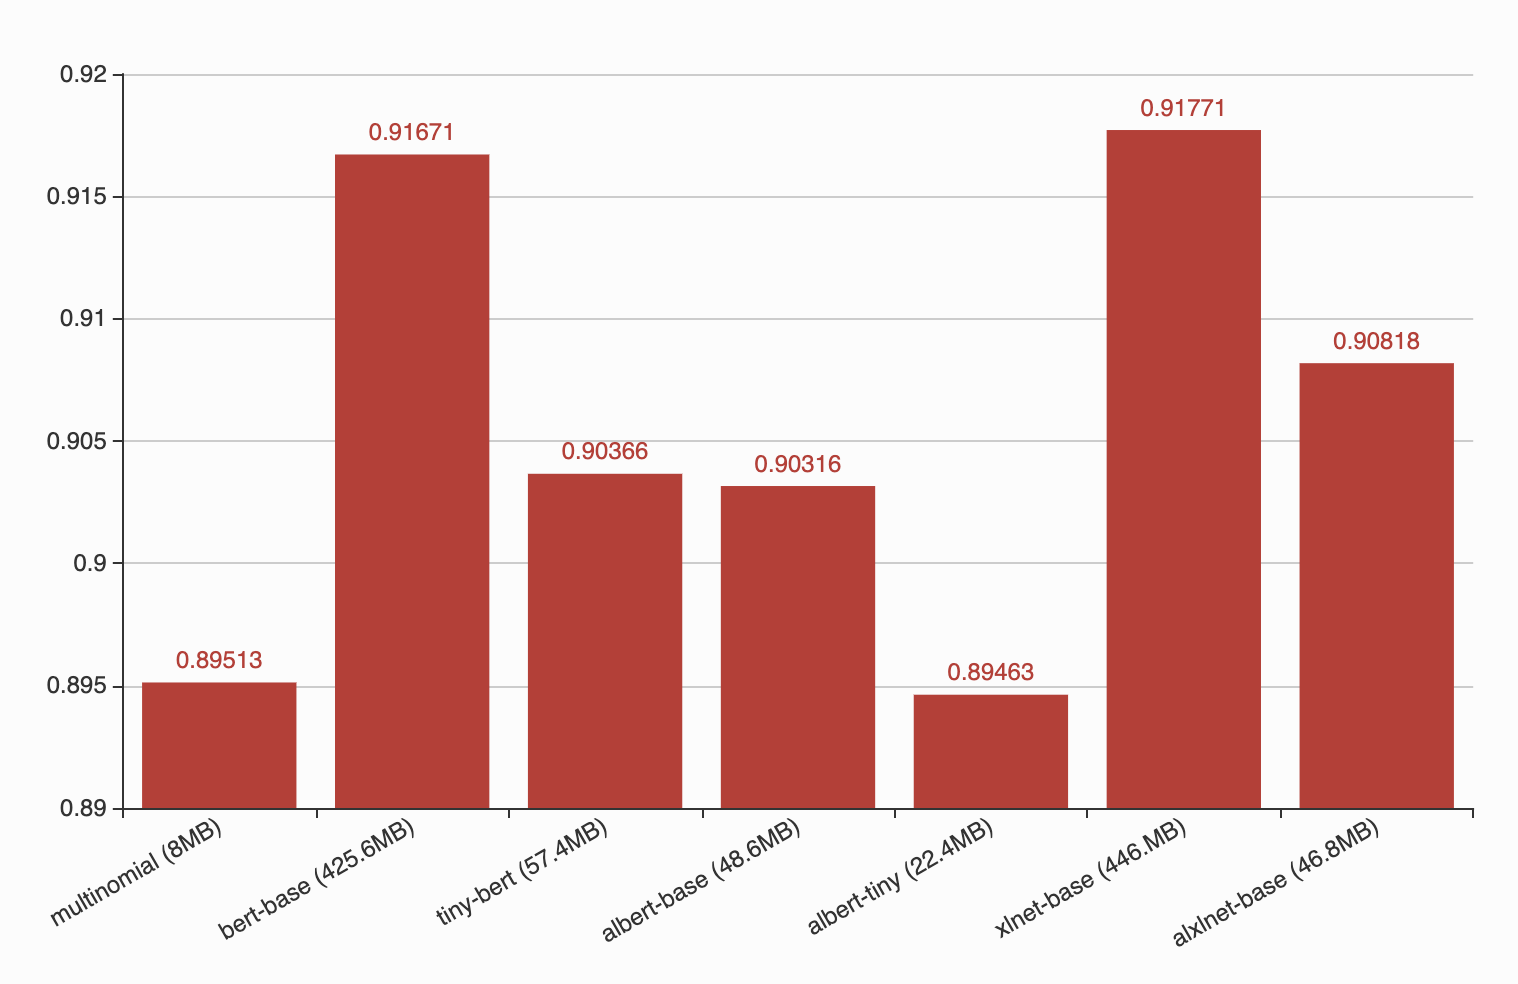 0.92
0.915
0.91
0.905
0.9
0.895
0.89
0.89513
0.91671
0.90366
0.90316
0.89463
0.91771
0.90818
multinomial (8MB)
bert-base (425.6MB)
tiny-bert (57.4MB)
albert-base (48.6MB)
albert-tiny (22.4MB)
xlnet-base (446.MB)
alxlnet-base (46.8MB)